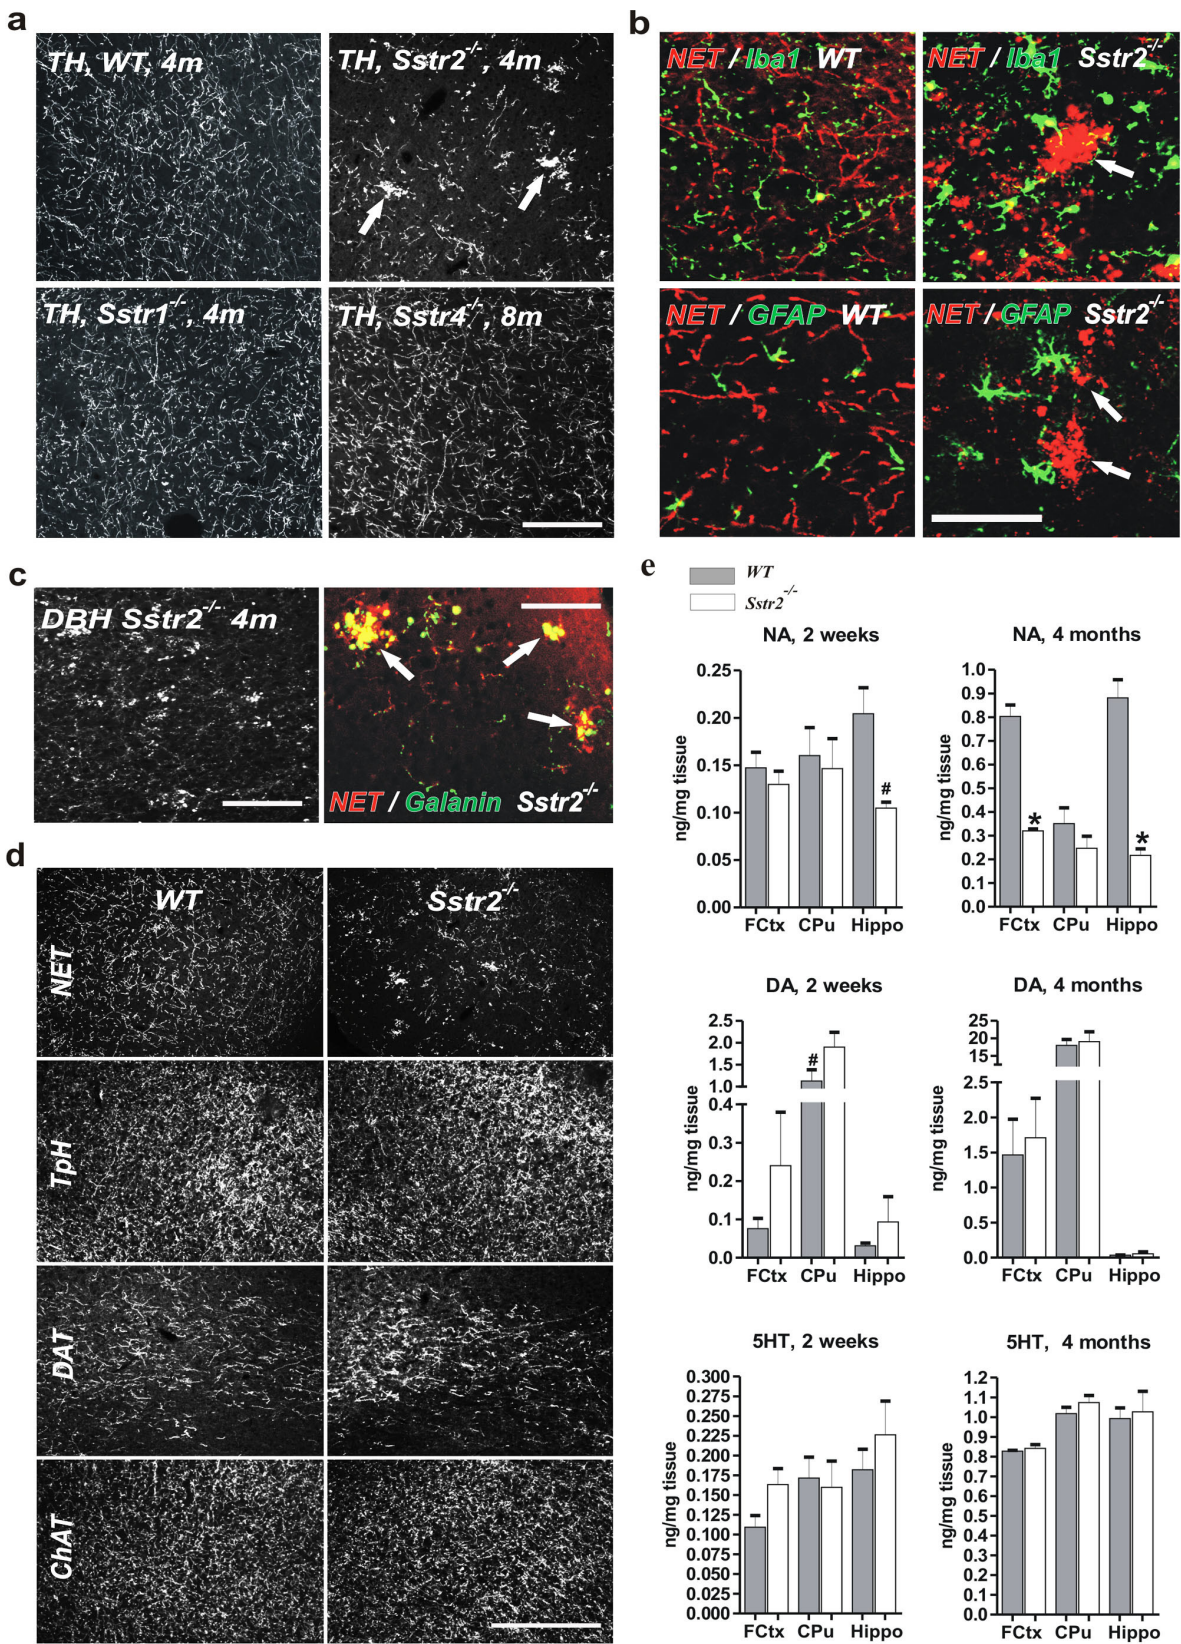 a
TH, WT, 4m
TH, Sstr2-/-, 4m
TH, Sstr1-/-, 4m
TH, Sstr4-/-, 8m
b
NET / Iba1 WT
NET / Iba1 Sstr2-/-
NET / GFAP WT
NET / GFAP Sstr2-/-
c
DBH Sstr2-/- 4m
NET / Galanin Sstr2-/-
d
WT
Sstr2-/-
NET
TpH
DAT
ChAT
e
WT
Sstr2-/-
NA, 2 weeks
ng/mg tissue
0.25
0.20
0.15
0.10
0.05
0.00
#
FCtx CPu Hippo
NA, 4 months
ng/mg tissue
1.0
0.9
0.8
0.7
0.6
0.5
0.4
0.3
0.2
0.1
0.0
*
*
FCtx CPu Hippo
DA, 2 weeks
ng/mg tissue
2.5
2.0
1.5
1.0
0.4
0.3
0.2
0.1
0.0
#
FCtx CPu Hippo
DA, 4 months
ng/mg tissue
25
20
15
2.5
2.0
1.5
1.0
0.5
0.0
FCtx CPu Hippo
5HT, 2 weeks
ng/mg tissue
0.300
0.275
0.250
0.225
0.200
0.175
0.150
0.125
0.100
0.075
0.050
0.025
0.000
FCtx CPu Hippo
5HT, 4 months
ng/mg tissue
1.2
1.1
1.0
0.9
0.8
0.7
0.6
0.5
0.4
0.3
0.2
0.1
0.0
FCtx CPu Hippo